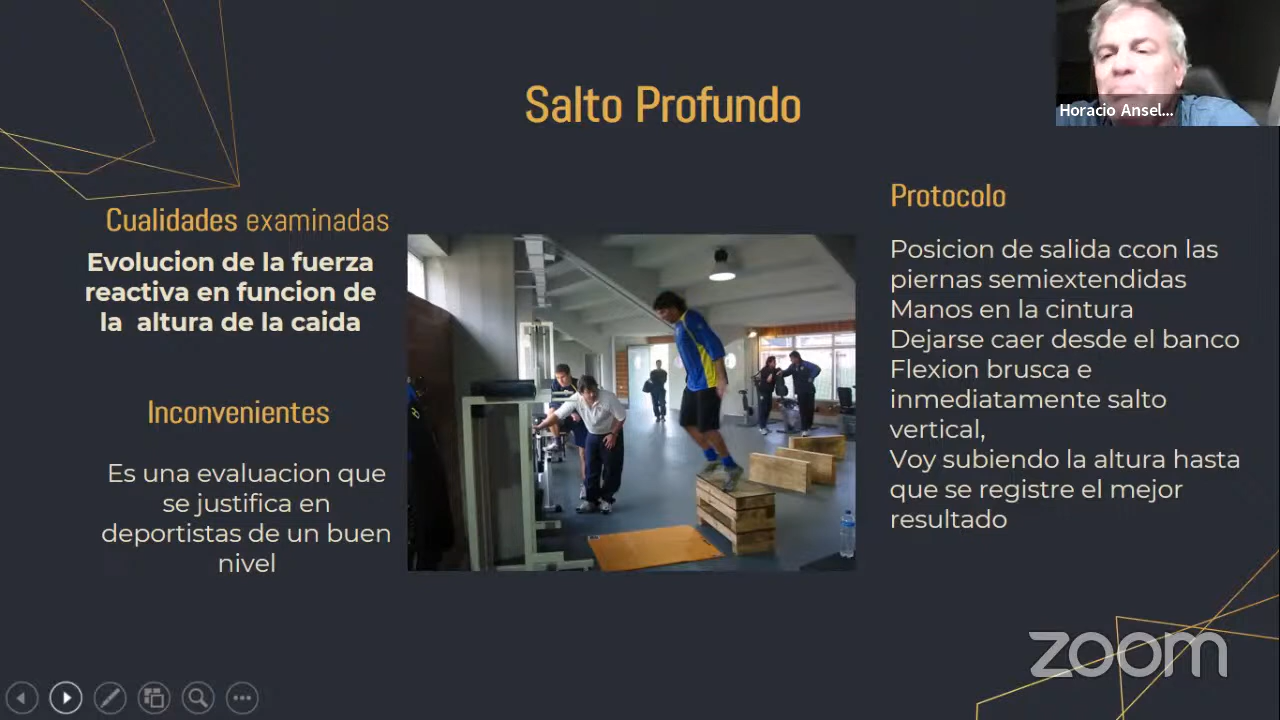 Salto Profundo
Horacio Ansel...
Cualidades examinadas
Evolucion de la fuerza
reactiva en funcion de
la altura de la caida
Inconvenientes
Es una evaluacion que
se justifica en
deportistas de un buen
nivel
Protocolo
Posicion de salida ccon las
piernas semiextendidas
Manos en la cintura
Dejarse caer desde el banco
Flexion brusca e
inmediatamente salto
vertical,
Voy subiendo la altura hasta
que se registre el mejor
resultado
zoom